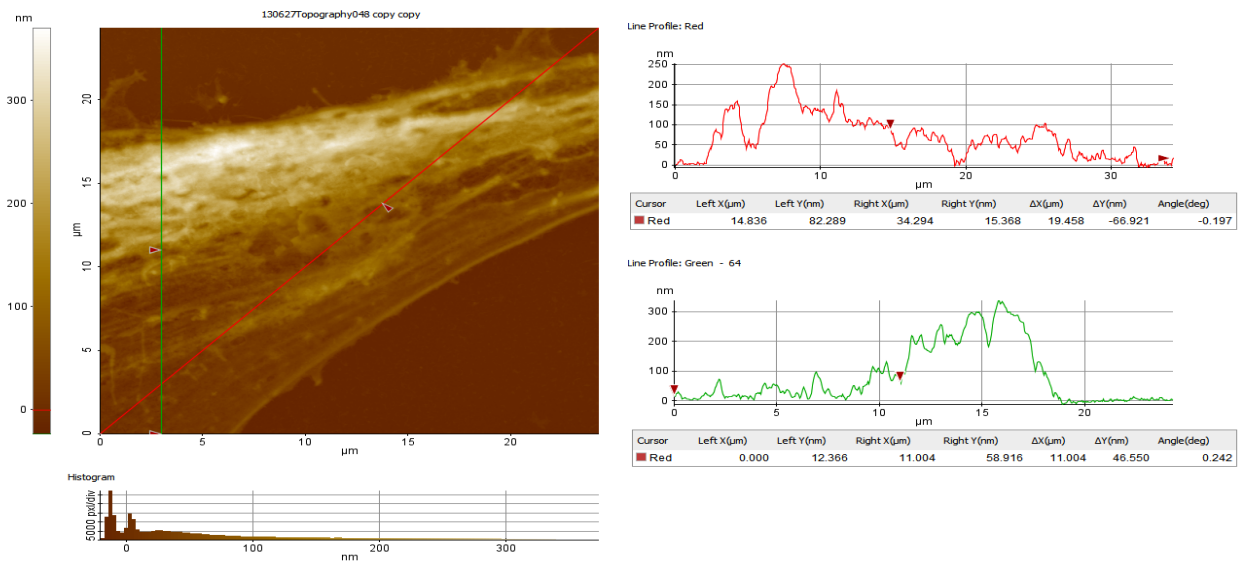 nm
130627Topography048 copy copy
300
200
100
0
µm
20
15
10
5
0
0 5 10 15 20
µm
Histogram
5000 pxl/div
0 100 200 300
nm
Line Profile: Red
nm
250
200
150
100
50
0
0 10 20 30
µm
Cursor Left X(µm) Left Y(nm) Right X(µm) Right Y(nm) ΔX(µm) ΔY(nm) Angle(deg)
Red 14.836 82.289 34.294 15.368 19.458 -66.921 -0.197
Line Profile: Green - 64
nm
300
200
100
0
0 5 10 15 20
µm
Cursor Left X(µm) Left Y(nm) Right X(µm) Right Y(nm) ΔX(µm) ΔY(nm) Angle(deg)
Red 0.000 12.366 11.004 58.916 11.004 46.550 0.242